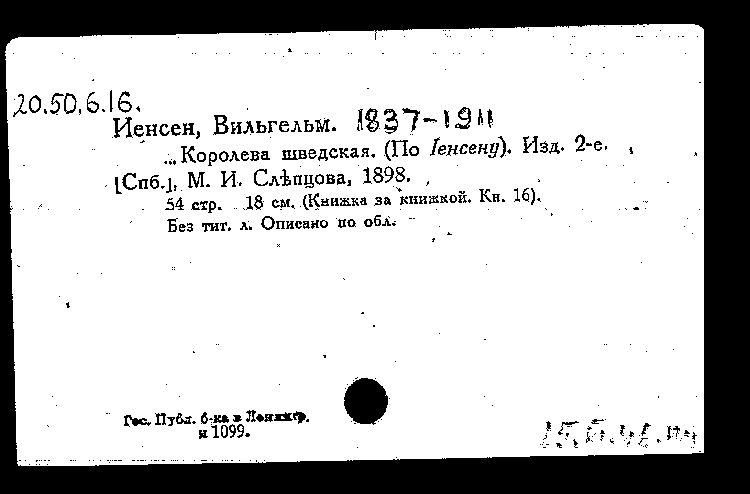 20.50.6.16.
Иенсен, Вильгельм. 1837-1911
... Королева шведская. (По Іенсену). Изд. 2-е.
[Спб.], М. И. Слѣпцова, 1898.
54 стр. 18 см. (Книжка за книжкой. Кн. 16).
Без тит. л. Описано по обл.
Гос. Публ. б-ка в Ленингр.
и 1099.